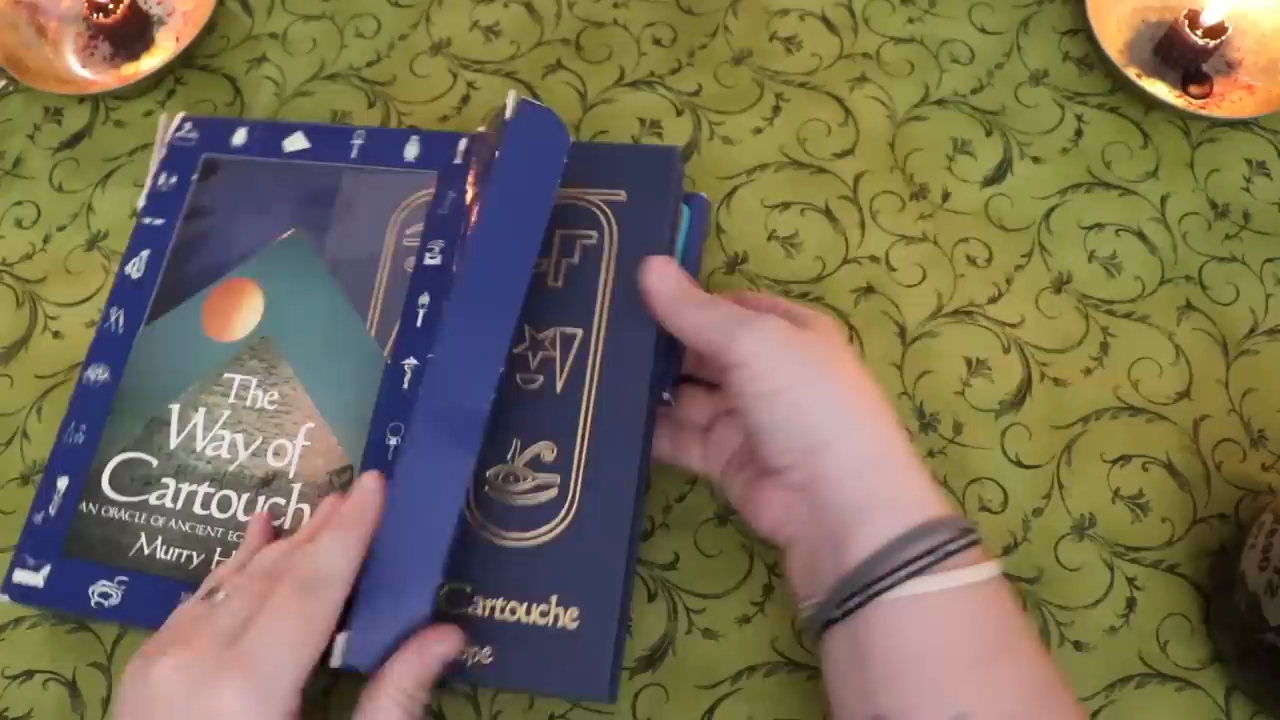 The
Way of
Cartouch
AN ORACLE OF ANCIENT EG
Murry H
Cartouche
ope